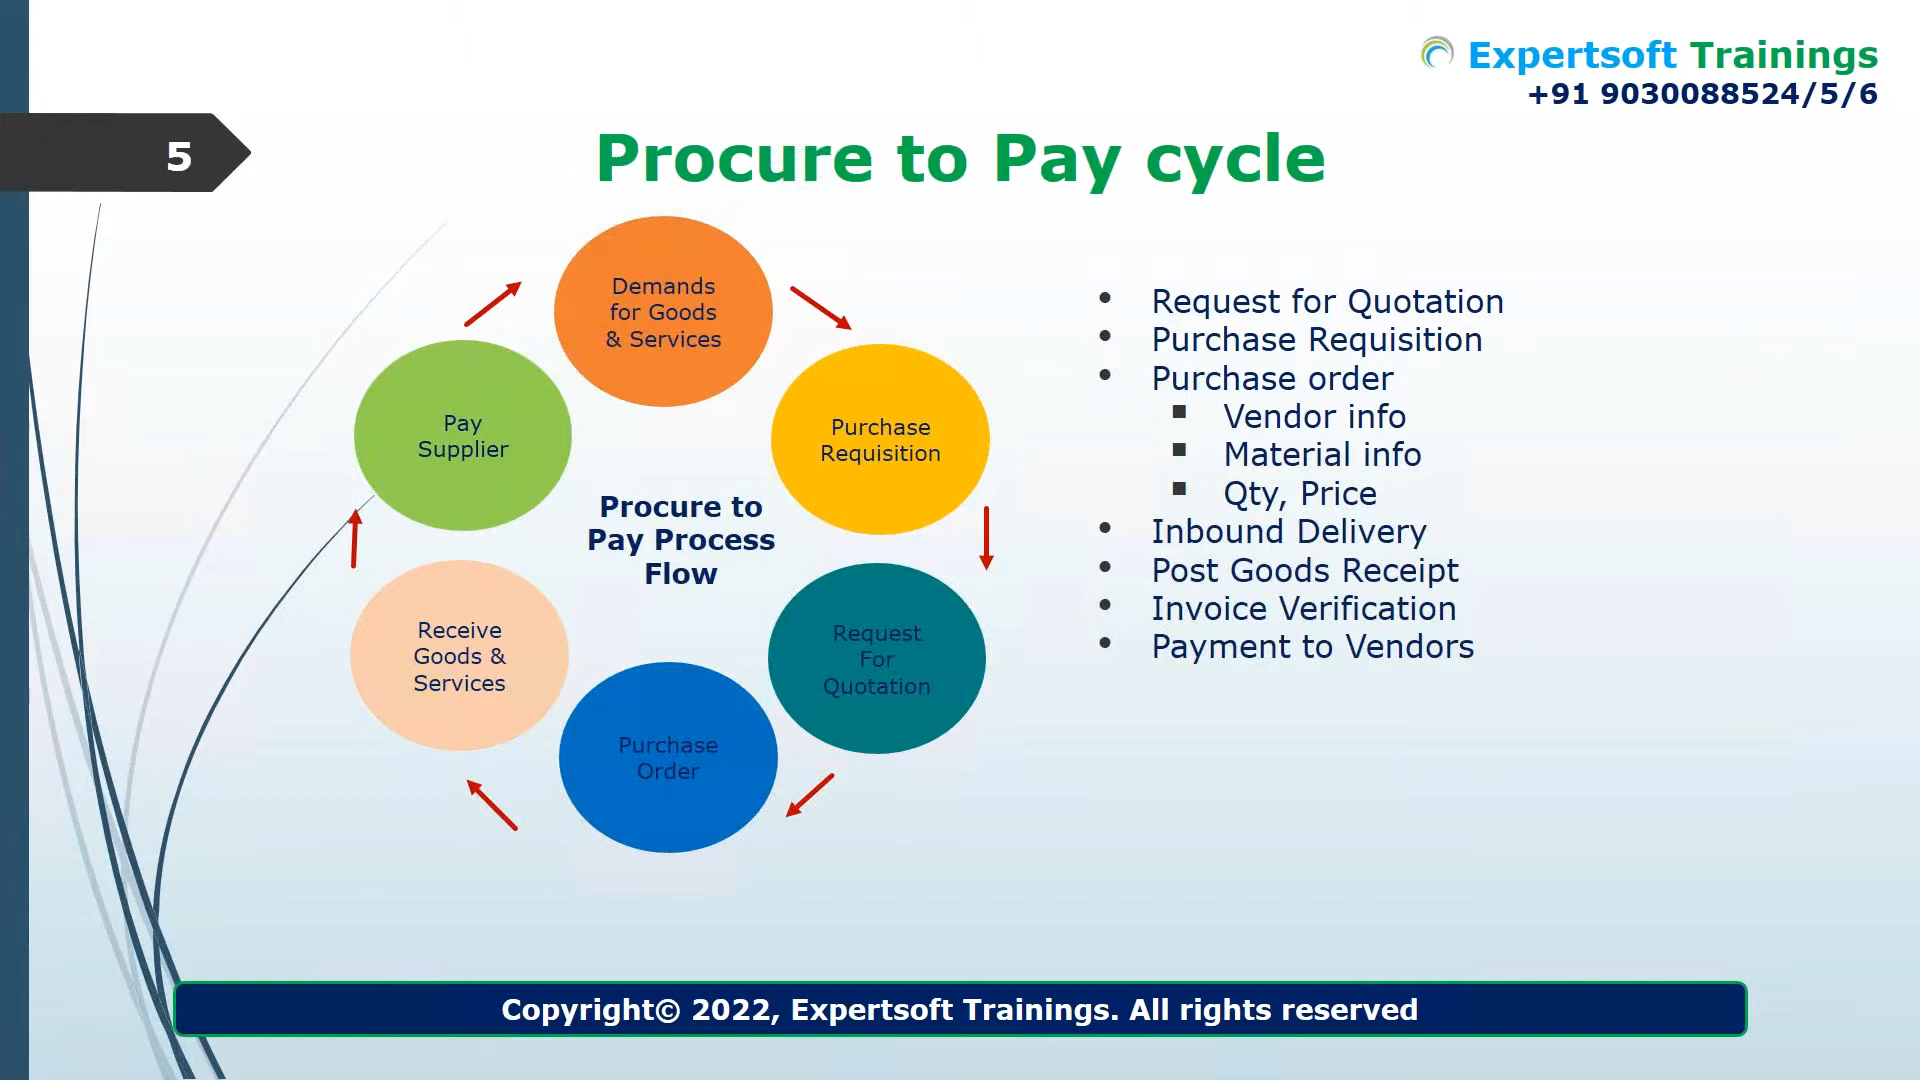 Expertsoft Trainings
+91 9030088524/5/6
5
Procure to Pay cycle
Demands
for Goods
& Services
Purchase
Requisition
Request
For
Quotation
Purchase
Order
Receive
Goods &
Services
Pay
Supplier
Procure to
Pay Process
Flow
• Request for Quotation
• Purchase Requisition
• Purchase order
▪ Vendor info
▪ Material info
▪ Qty, Price
• Inbound Delivery
• Post Goods Receipt
• Invoice Verification
• Payment to Vendors
Copyright© 2022, Expertsoft Trainings. All rights reserved